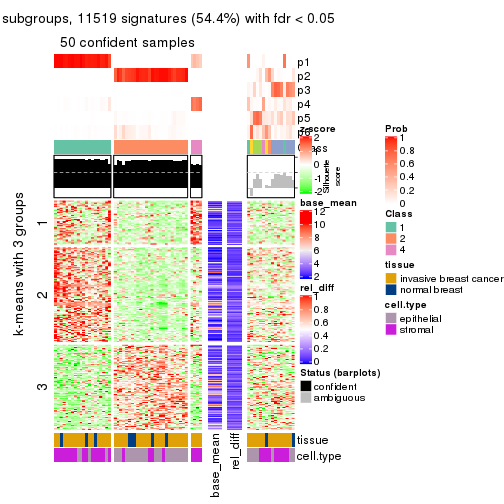 subgroups, 11519 signatures (54.4%) with fdr < 0.05
50 confident samples
p1
p2
p3
p4
p5
z-score
2
1
0
-1
-2
Silhouette
score
base_mean
12
10
8
6
4
2
rel_diff
1
0.8
0.6
0.4
0.2
0
Status (barplots)
confident
ambiguous
Prob
1
0.8
0.6
0.4
0.2
0
Class
1
2
4
tissue
invasive breast cancer
normal breast
cell.type
epithelial
stromal
k-means with 3 groups
1
2
3
tissue
cell.type
base_mean
rel_diff